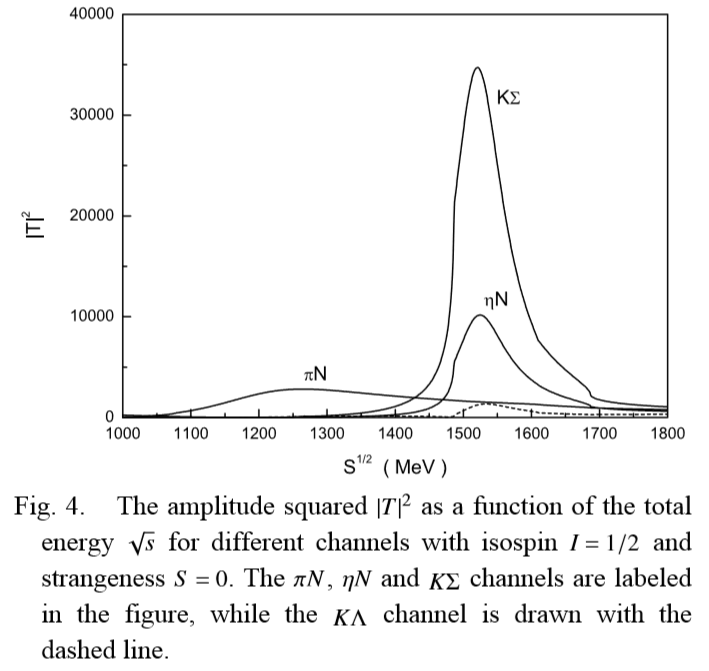 40000
30000
20000
10000
0
|T|²
KΣ
ηN
πN
1000 1100 1200 1300 1400 1500 1600 1700 1800
S^1/2 ( MeV )
Fig. 4. The amplitude squared |T|² as a function of the total
energy √s for different channels with isospin I = 1/2 and
strangeness S = 0. The πN, ηN and KΣ channels are labeled
in the figure, while the KΛ channel is drawn with the
dashed line.